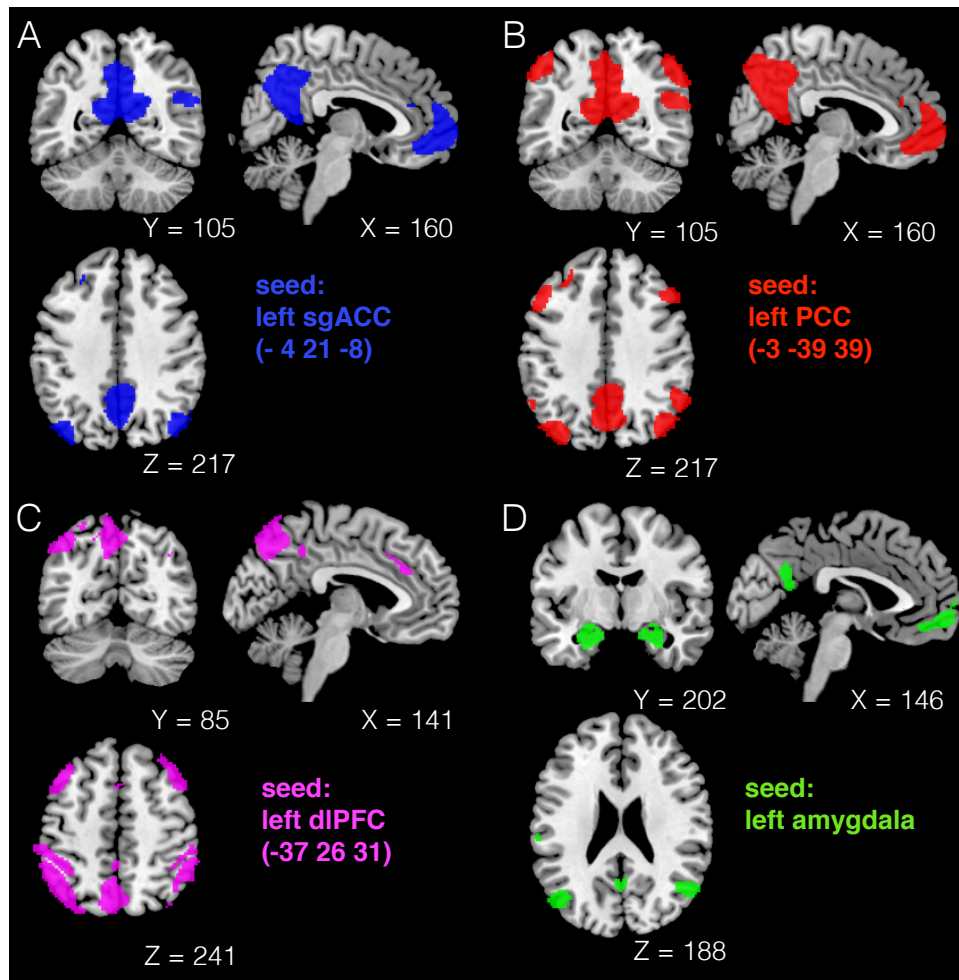 A
Y = 105
X = 160
Z = 217
seed:
left sgACC
(- 4 21 -8)
B
Y = 105
X = 160
Z = 217
seed:
left PCC
(-3 -39 39)
C
Y = 85
X = 141
Z = 241
seed:
left dlPFC
(-37 26 31)
D
Y = 202
X = 146
Z = 188
seed:
left amygdala